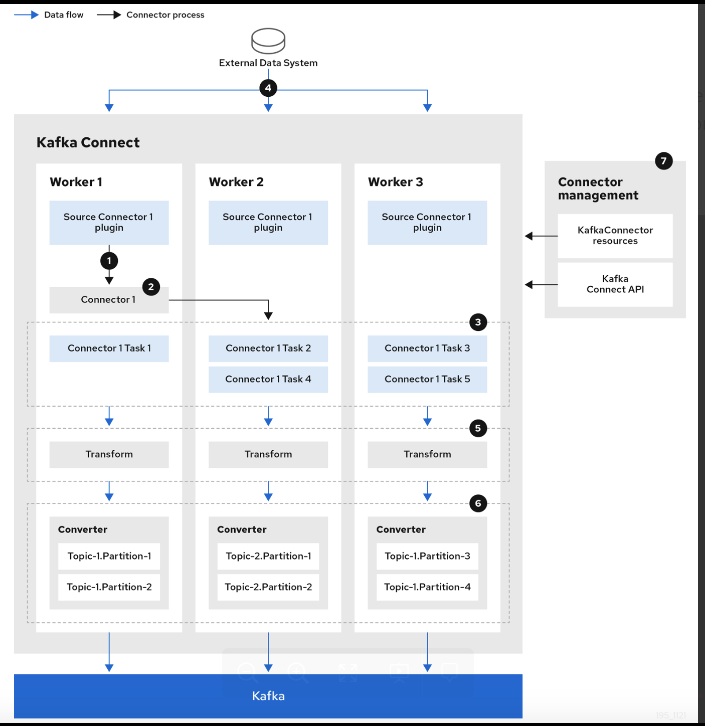 Data flow
Connector process
External Data System
4
Kafka Connect
7
Connector
management
KafkaConnector
resources
Kafka
Connect API
Worker 1
Worker 2
Worker 3
Source Connector 1
plugin
Source Connector 1
plugin
Source Connector 1
plugin
1
2
Connector 1
3
Connector 1 Task 1
Connector 1 Task 2
Connector 1 Task 3
Connector 1 Task 4
Connector 1 Task 5
5
Transform
Transform
Transform
6
Converter
Converter
Converter
Topic-1.Partition-1
Topic-2.Partition-1
Topic-1.Partition-3
Topic-1.Partition-2
Topic-2.Partition-2
Topic-1.Partition-4
Kafka